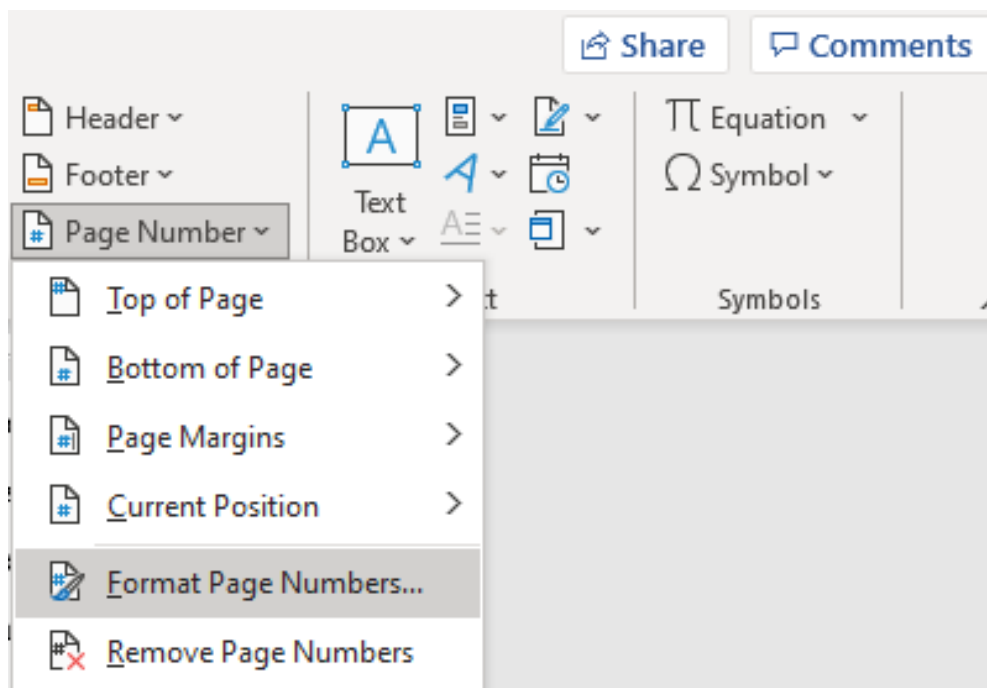 Share
Comments
Header
Footer
Page Number
Text
Box
Equation
Symbol
Symbols
Top of Page
Bottom of Page
Page Margins
Current Position
Format Page Numbers...
Remove Page Numbers